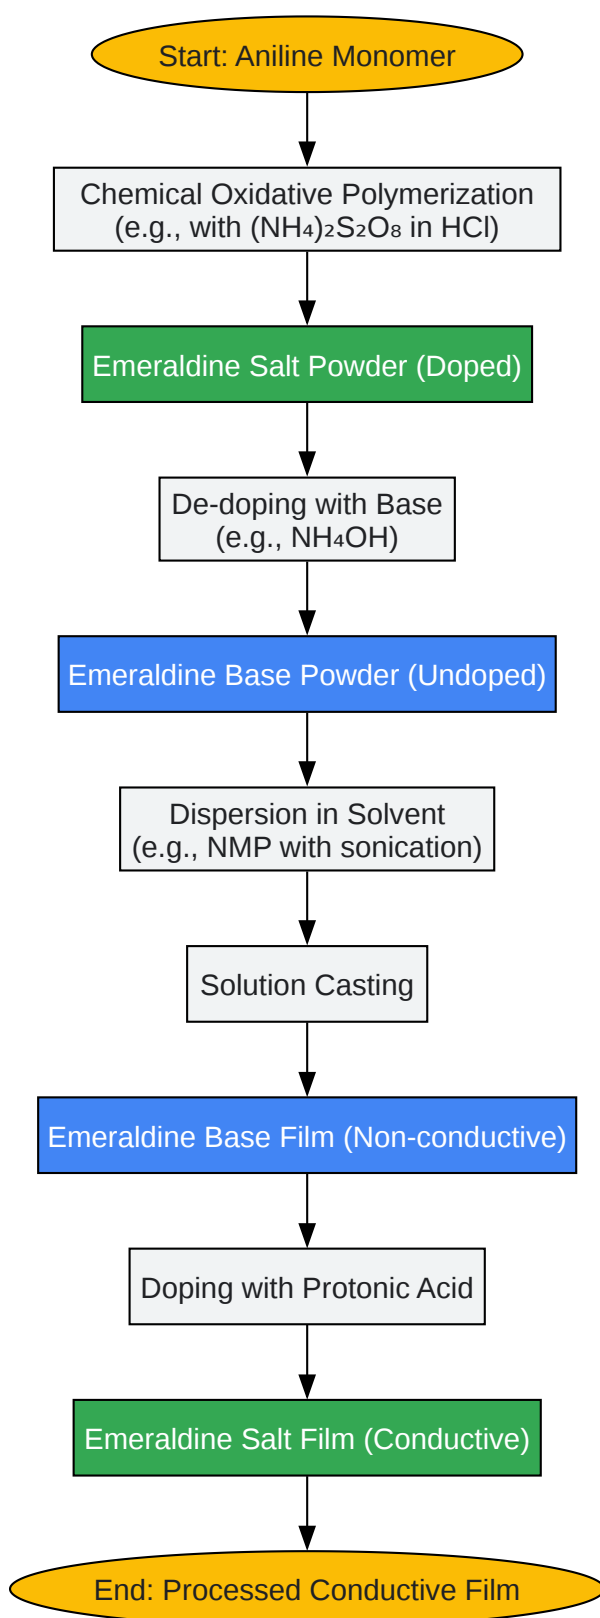 Start: Aniline Monomer
Chemical Oxidative Polymerization
(e.g., with (NH₄)₂S₂O₈ in HCl)
Emeraldine Salt Powder (Doped)
De-doping with Base
(e.g., NH₄OH)
Emeraldine Base Powder (Undoped)
Dispersion in Solvent
(e.g., NMP with sonication)
Solution Casting
Emeraldine Base Film (Non-conductive)
Doping with Protonic Acid
Emeraldine Salt Film (Conductive)
End: Processed Conductive Film